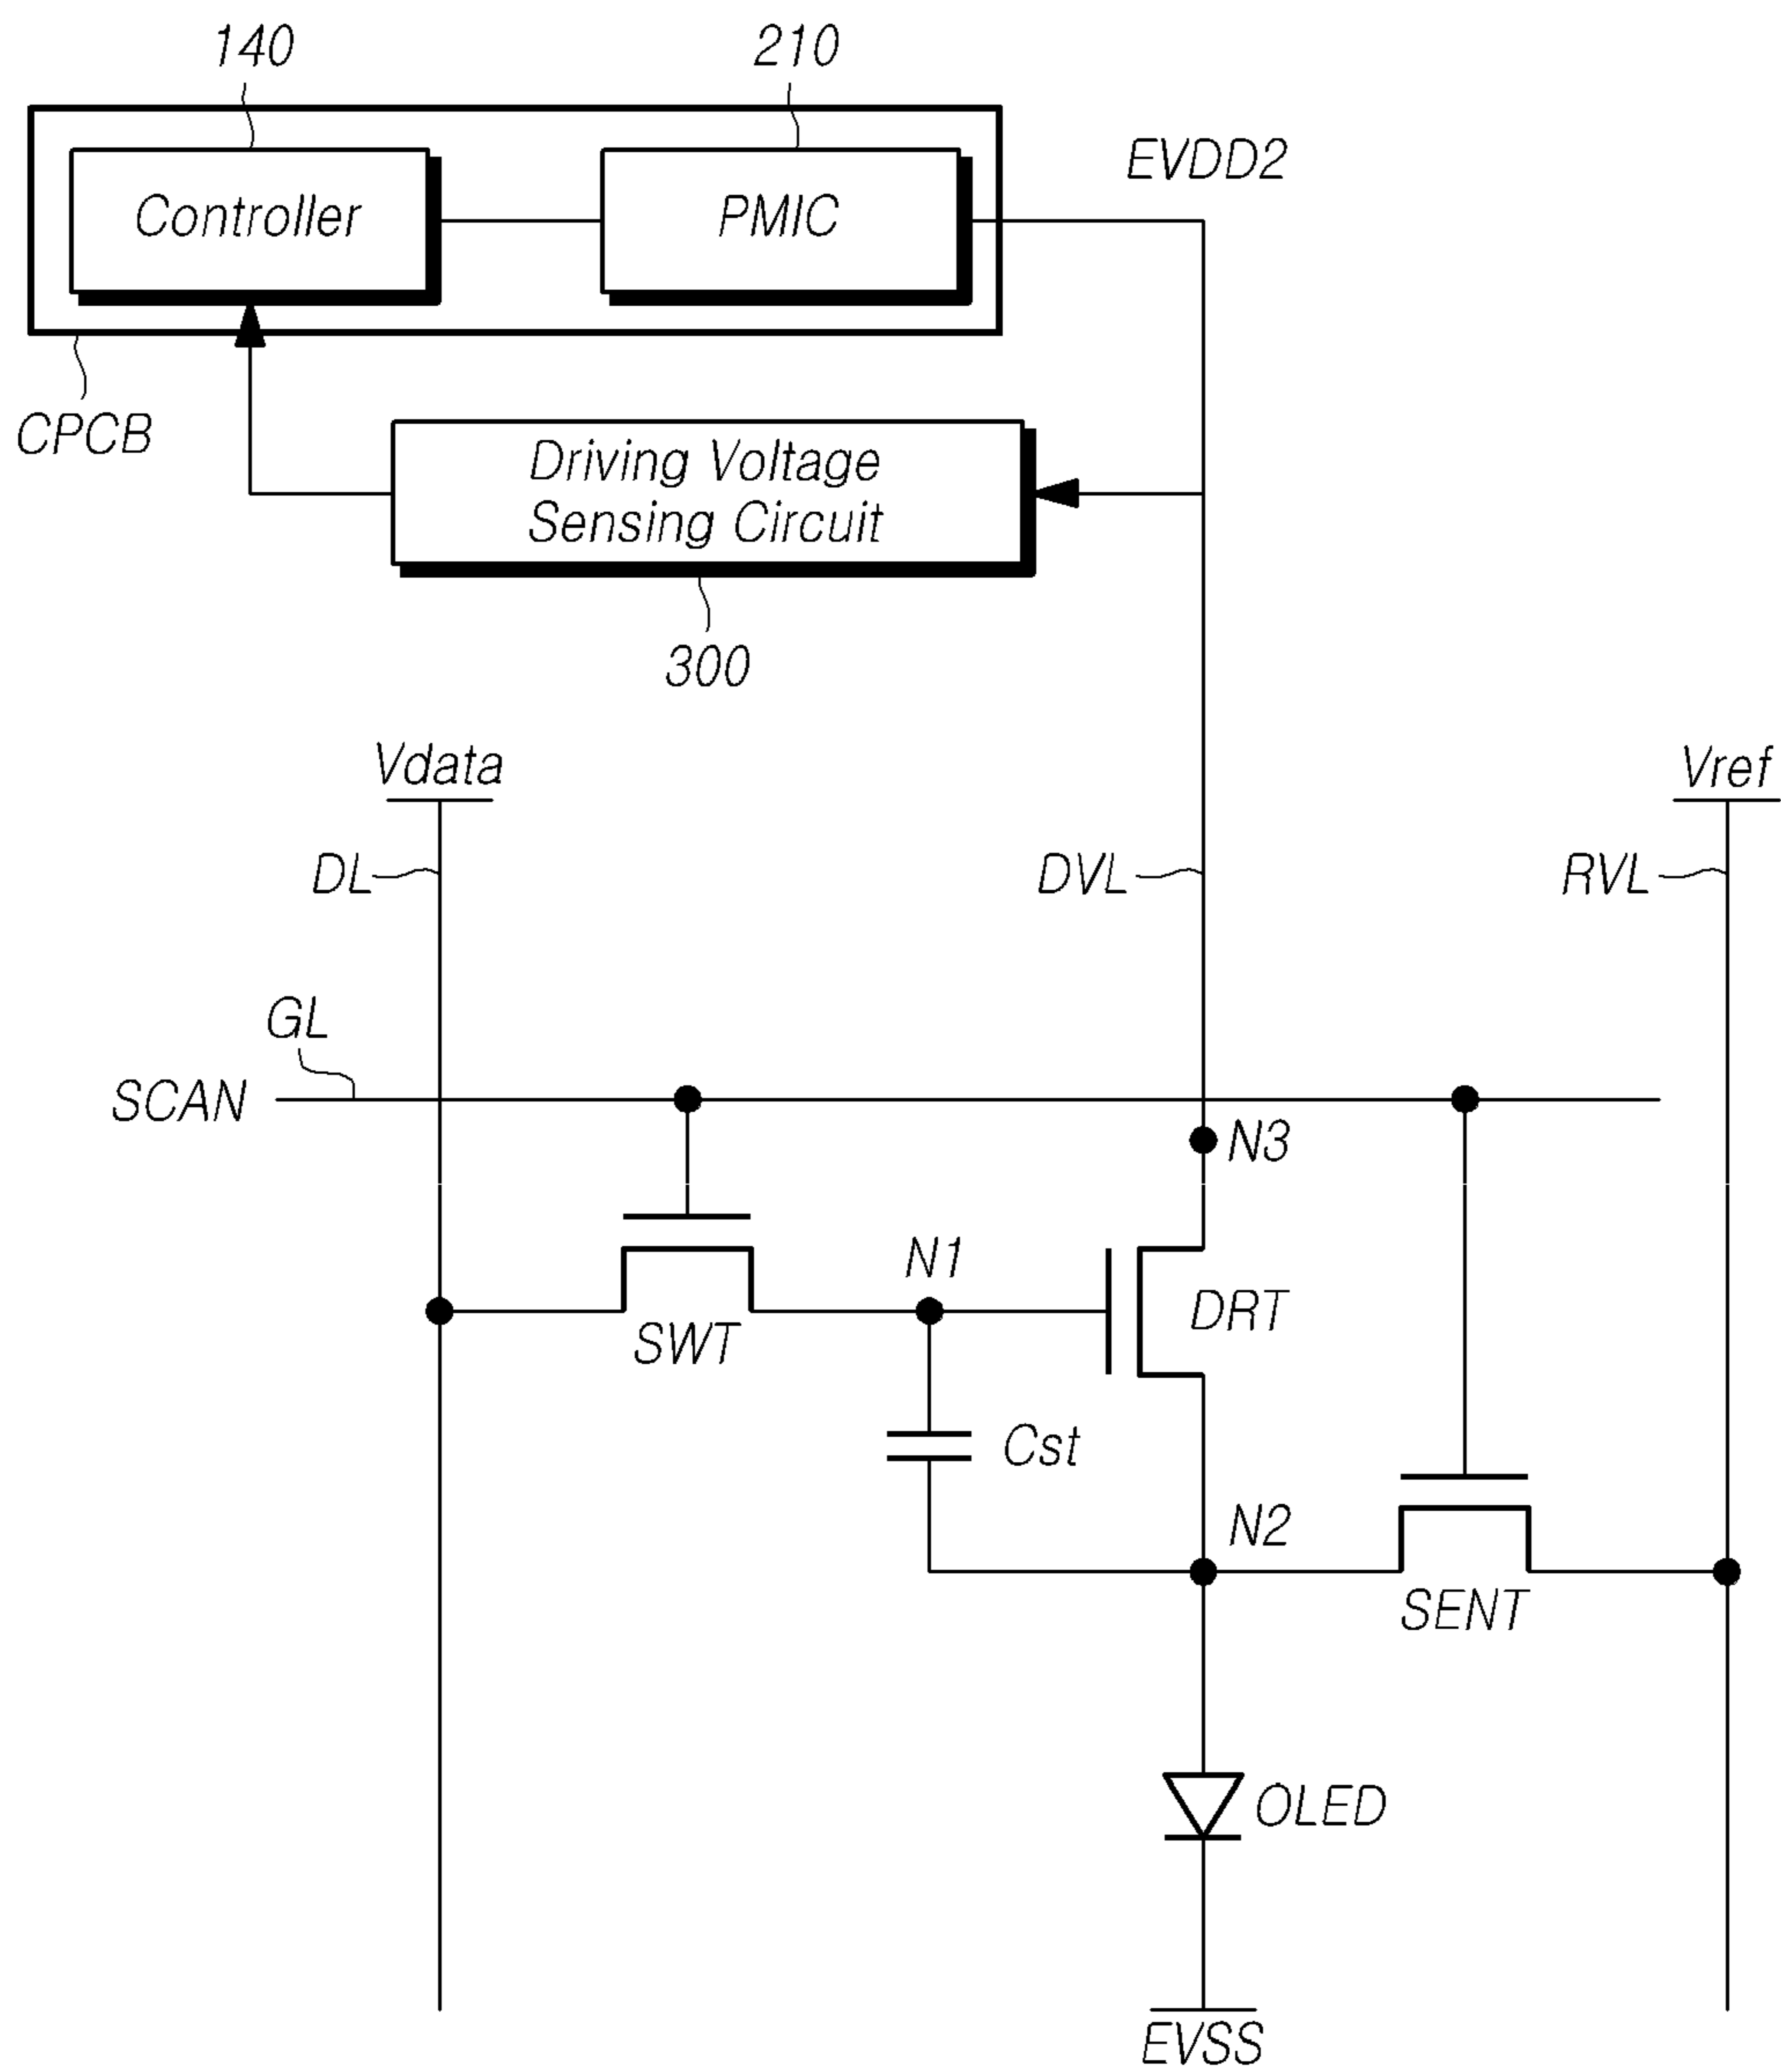 140
210
EVDD2
Controller
PMIC
CPCB
Driving Voltage
Sensing Circuit
300
Vdata
Vref
DL
DVL
RVL
GL
SCAN
N3
N1
DRT
SWT
Cst
N2
SENT
OLED
EVSS